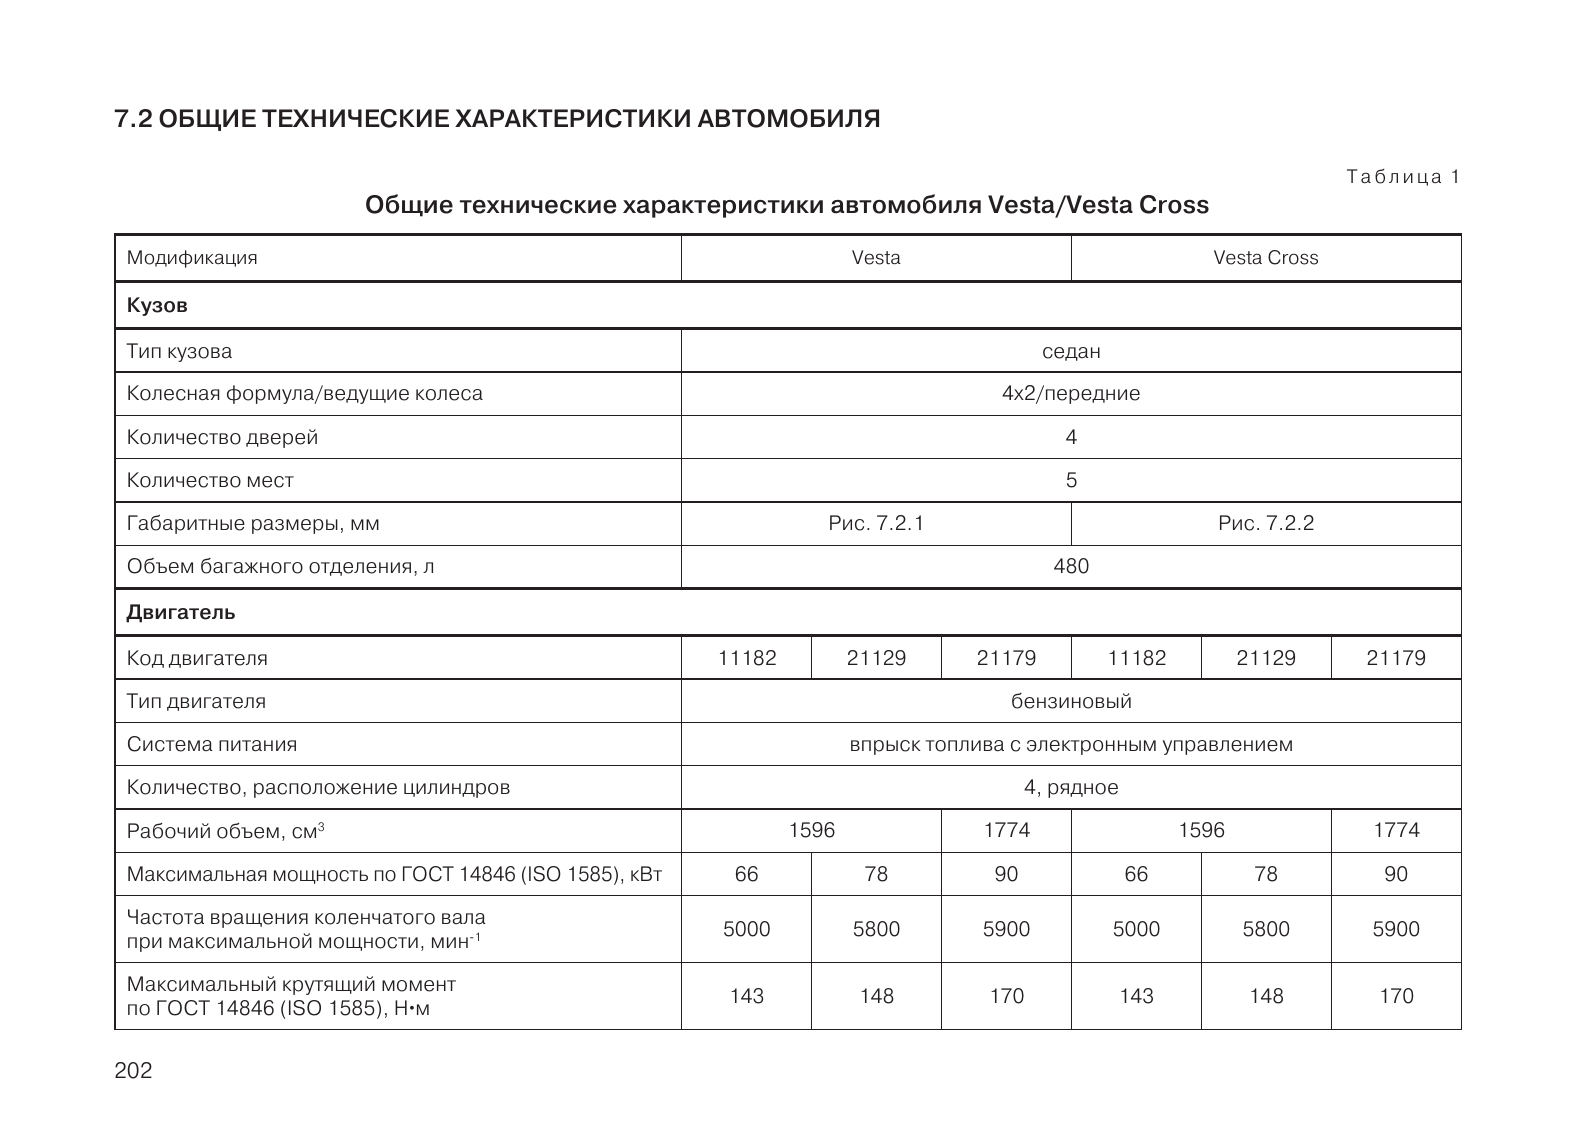 7.2 ОБЩИЕ ТЕХНИЧЕСКИЕ ХАРАКТЕРИСТИКИ АВТОМОБИЛЯ
Таблица 1
Общие технические характеристики автомобиля Vesta/Vesta Cross
Модификация Vesta Vesta Cross
Кузов
Тип кузова седан
Колесная формула/ведущие колеса 4х2/передние
Количество дверей 4
Количество мест 5
Габаритные размеры, мм Рис. 7.2.1 Рис. 7.2.2
Объем багажного отделения, л 480
Двигатель
Код двигателя 11182 21129 21179 11182 21129 21179
Тип двигателя бензиновый
Система питания впрыск топлива с электронным управлением
Количество, расположение цилиндров 4, рядное
Рабочий объем, см³ 1596 1774 1596 1774
Максимальная мощность по ГОСТ 14846 (ISO 1585), кВт 66 78 90 66 78 90
Частота вращения коленчатого вала
при максимальной мощности, мин⁻¹ 5000 5800 5900 5000 5800 5900
Максимальный крутящий момент
по ГОСТ 14846 (ISO 1585), Н•м 143 148 170 143 148 170
202